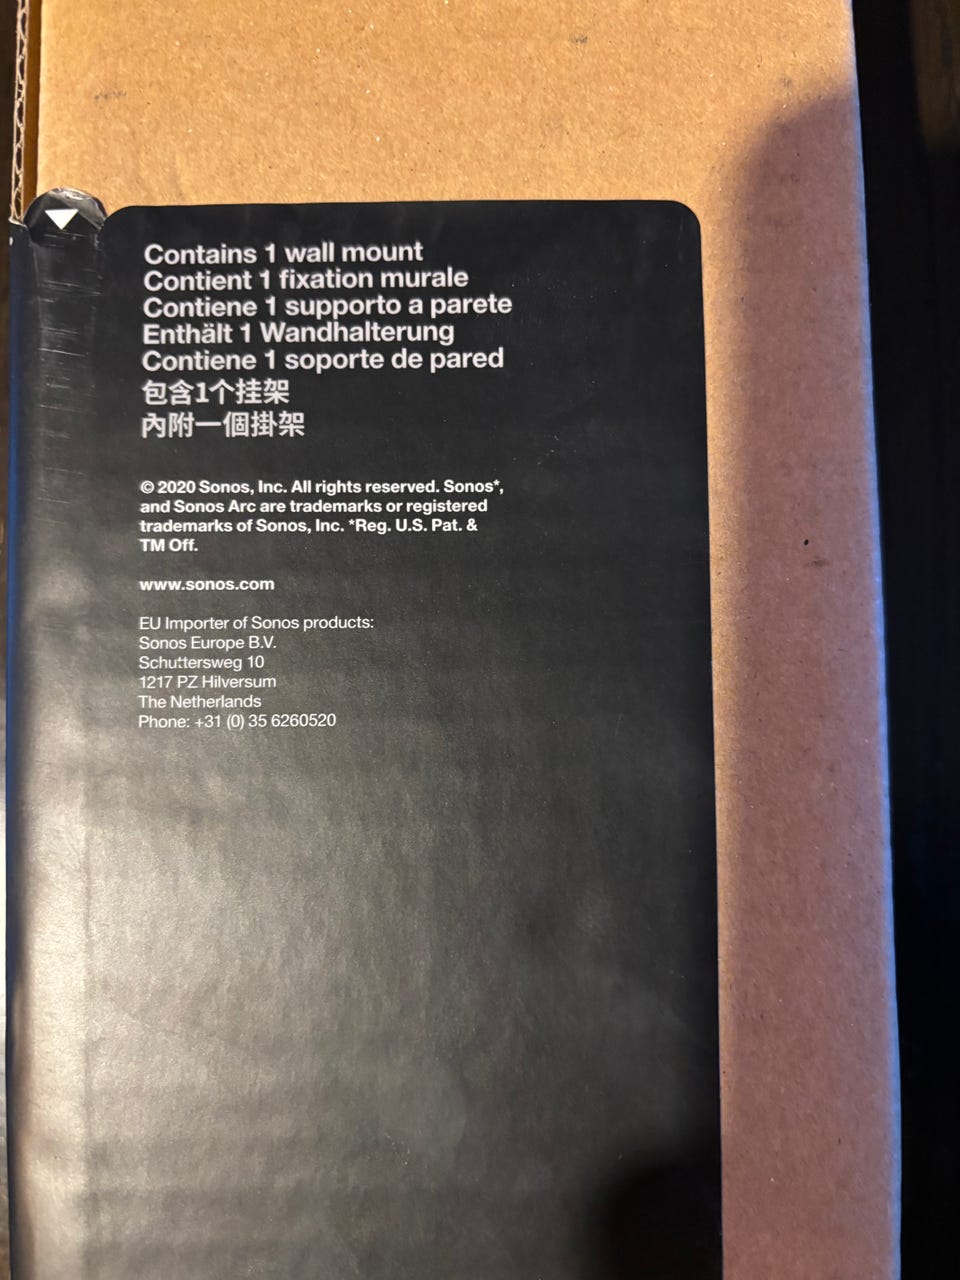 Contains 1 wall mount
Contient 1 fixation murale
Contiene 1 supporto a parete
Enthält 1 Wandhalterung
Contiene 1 soporte de pared
包含1个挂架
內附一個掛架
© 2020 Sonos, Inc. All rights reserved. Sonos*,
and Sonos Arc are trademarks or registered
trademarks of Sonos, Inc. *Reg. U.S. Pat. &
TM Off.
www.sonos.com
EU Importer of Sonos products:
Sonos Europe B.V.
Schuttersweg 10
1217 PZ Hilversum
The Netherlands
Phone: +31 (0) 35 6260520